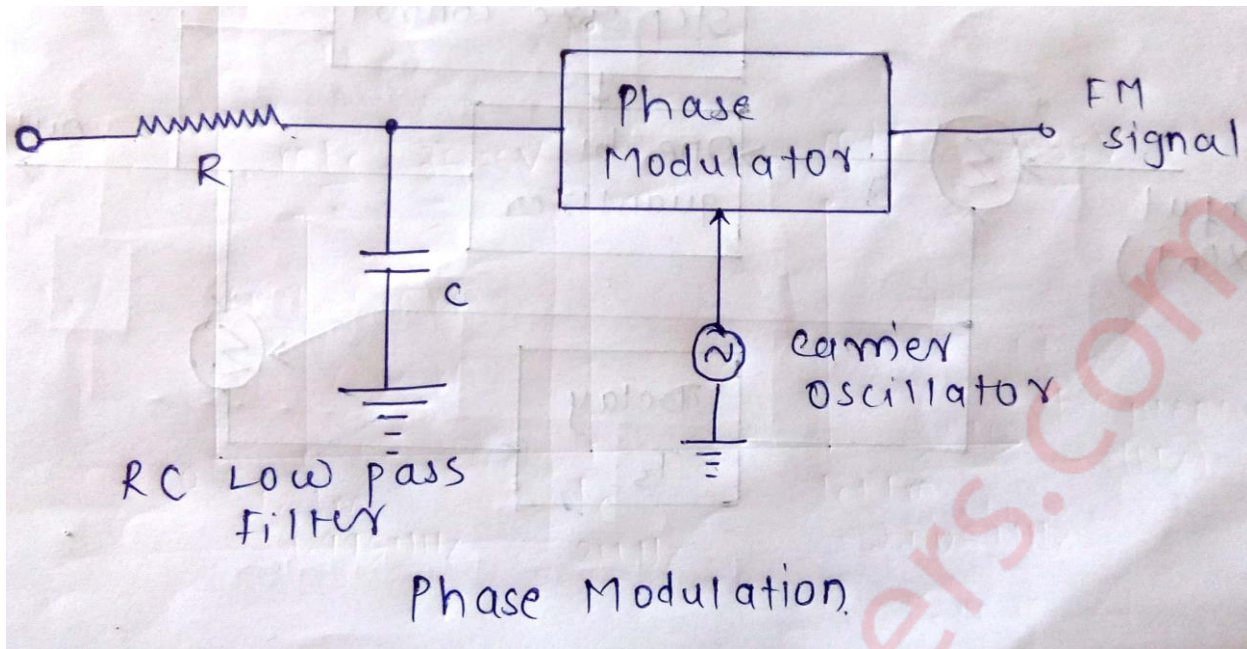 Phase
Modulator
FM
signal
R
C
carrier
oscillator
RC Low pass
filter
Phase Modulation
ers.com